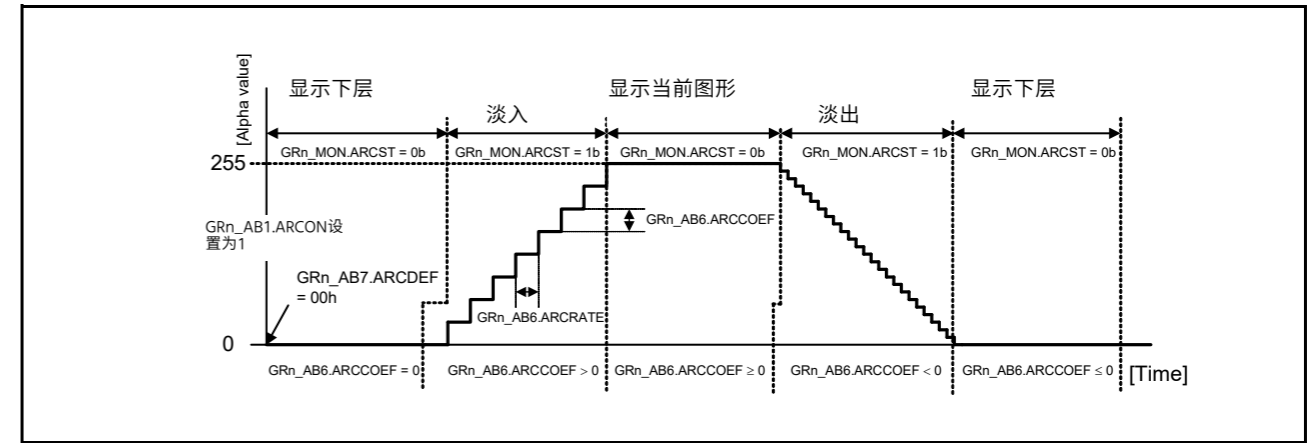 [Alpha value]
显示下层
显示当前图形
显示下层
淡入
淡出
GRn_MON.ARCST = 0b
GRn_MON.ARCST = 1b
GRn_MON.ARCST = 0b
GRn_MON.ARCST = 1b
GRn_MON.ARCST = 0b
255
GRn_AB6.ARCCOEF
GRn_AB1.ARCON设
置为1
GRn_AB7.ARCDEF
= 00h
GRn_AB6.ARCRATE
0
GRn_AB6.ARCCOEF = 0
GRn_AB6.ARCCOEF > 0
GRn_AB6.ARCCOEF ≥ 0
GRn_AB6.ARCCOEF < 0
GRn_AB6.ARCCOEF ≤ 0
[Time]